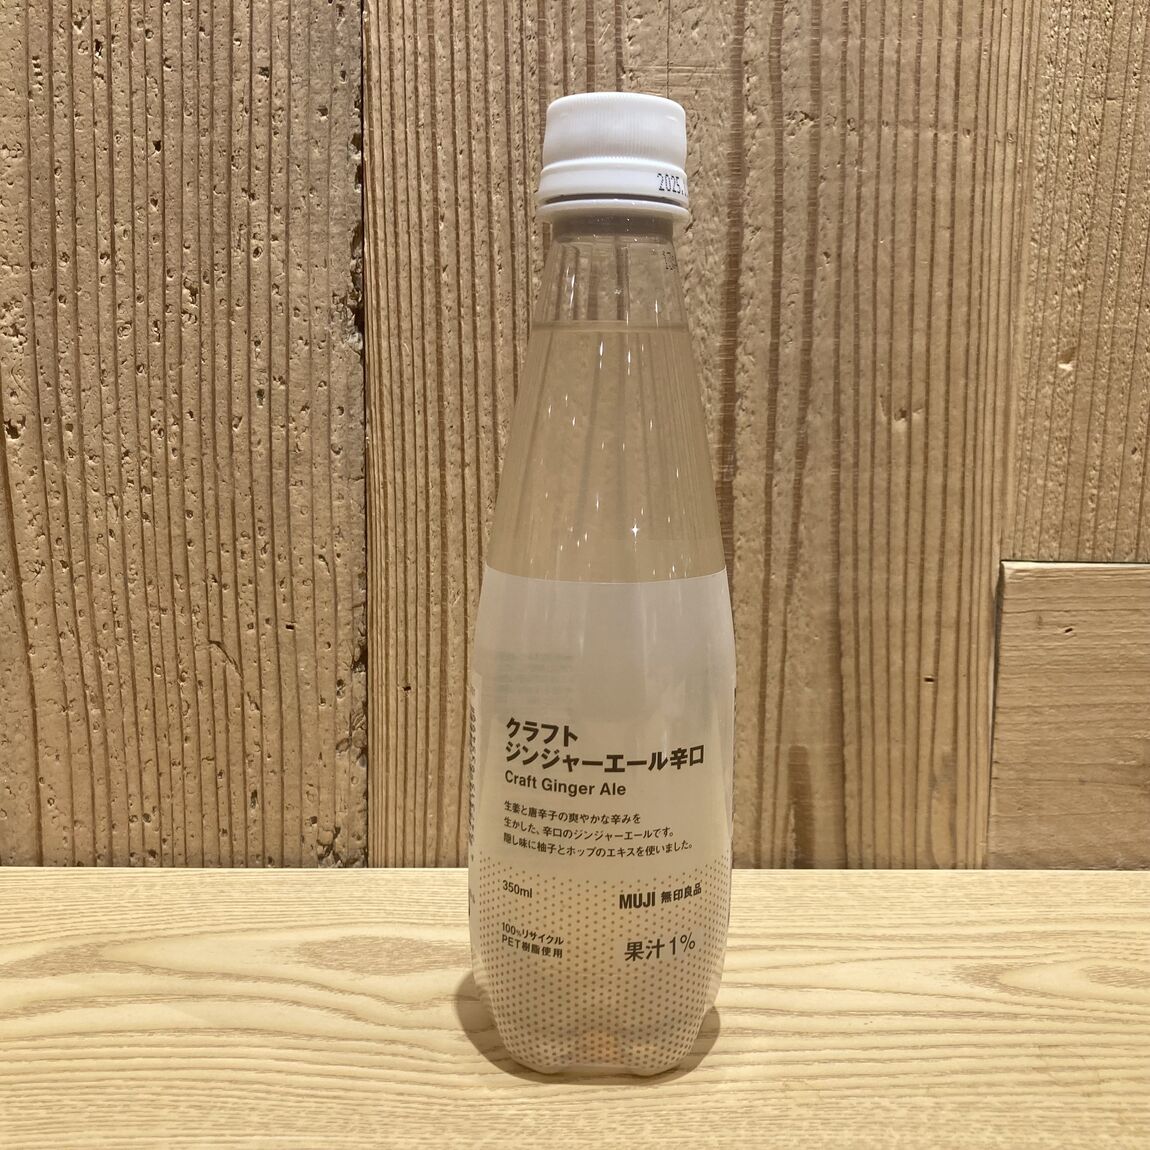 2025.
クラフト
ジンジャーエール辛口
Craft Ginger Ale
生姜と唐辛子の爽やかな辛みを
生かした、辛口のジンジャーエールです。
隠し味に柚子とホップのエキスを使いました。
350ml
MUJI 無印良品
100%リサイクル
PET樹脂使用
果汁1%